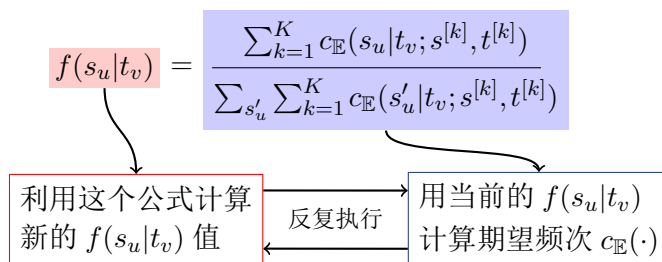 f(s_u|t_v) = \frac{\sum_{k=1}^{K} c_{\mathbb{E}}(s_u|t_v; s^{[k]}, t^{[k]})}{\sum_{s'_u} \sum_{k=1}^{K} c_{\mathbb{E}}(s'_u|t_v; s^{[k]}, t^{[k]})}
利用这个公式计算
新的 f(s_u|t_v) 值
反复执行
用当前的 f(s_u|t_v)
计算期望频次 c_{\mathbb{E}}(·)